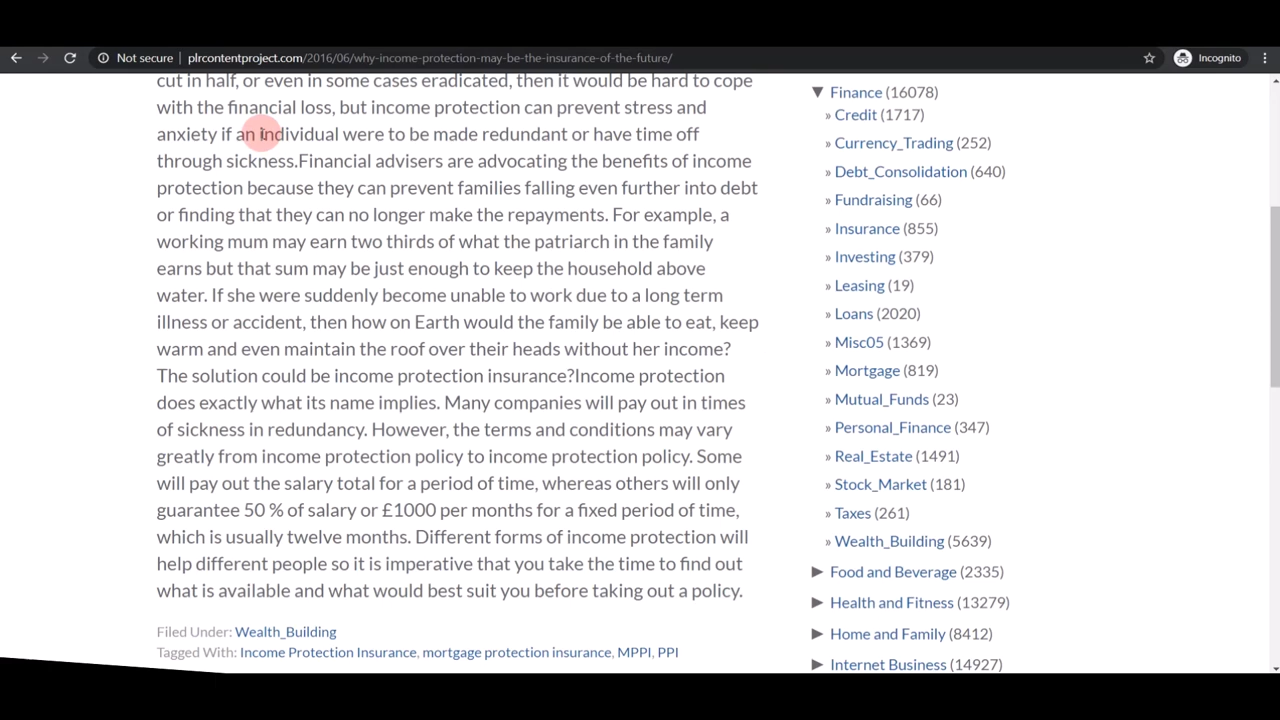 Not secure
plrcontentproject.com/2016/06/why-income-protection-may-be-the-insurance-of-the-future/
Incognito
cut in half, or even in some cases eradicated, then it would be hard to cope
with the financial loss, but income protection can prevent stress and
anxiety if an individual were to be made redundant or have time off
through sickness.Financial advisers are advocating the benefits of income
protection because they can prevent families falling even further into debt
or finding that they can no longer make the repayments. For example, a
working mum may earn two thirds of what the patriarch in the family
earns but that sum may be just enough to keep the household above
water. If she were suddenly become unable to work due to a long term
illness or accident, then how on Earth would the family be able to eat, keep
warm and even maintain the roof over their heads without her income?
The solution could be income protection insurance?Income protection
does exactly what its name implies. Many companies will pay out in times
of sickness in redundancy. However, the terms and conditions may vary
greatly from income protection policy to income protection policy. Some
will pay out the salary total for a period of time, whereas others will only
guarantee 50 % of salary or £1000 per months for a fixed period of time,
which is usually twelve months. Different forms of income protection will
help different people so it is imperative that you take the time to find out
what is available and what would best suit you before taking out a policy.
Filed Under: Wealth_Building
Tagged With: Income Protection Insurance, mortgage protection insurance, MPPI, PPI
▼ Finance (16078)
» Credit (1717)
» Currency_Trading (252)
» Debt_Consolidation (640)
» Fundraising (66)
» Insurance (855)
» Investing (379)
» Leasing (19)
» Loans (2020)
» Misc05 (1369)
» Mortgage (819)
» Mutual_Funds (23)
» Personal_Finance (347)
» Real_Estate (1491)
» Stock_Market (181)
» Taxes (261)
» Wealth_Building (5639)
► Food and Beverage (2335)
► Health and Fitness (13279)
► Home and Family (8412)
► Internet Business (14927)